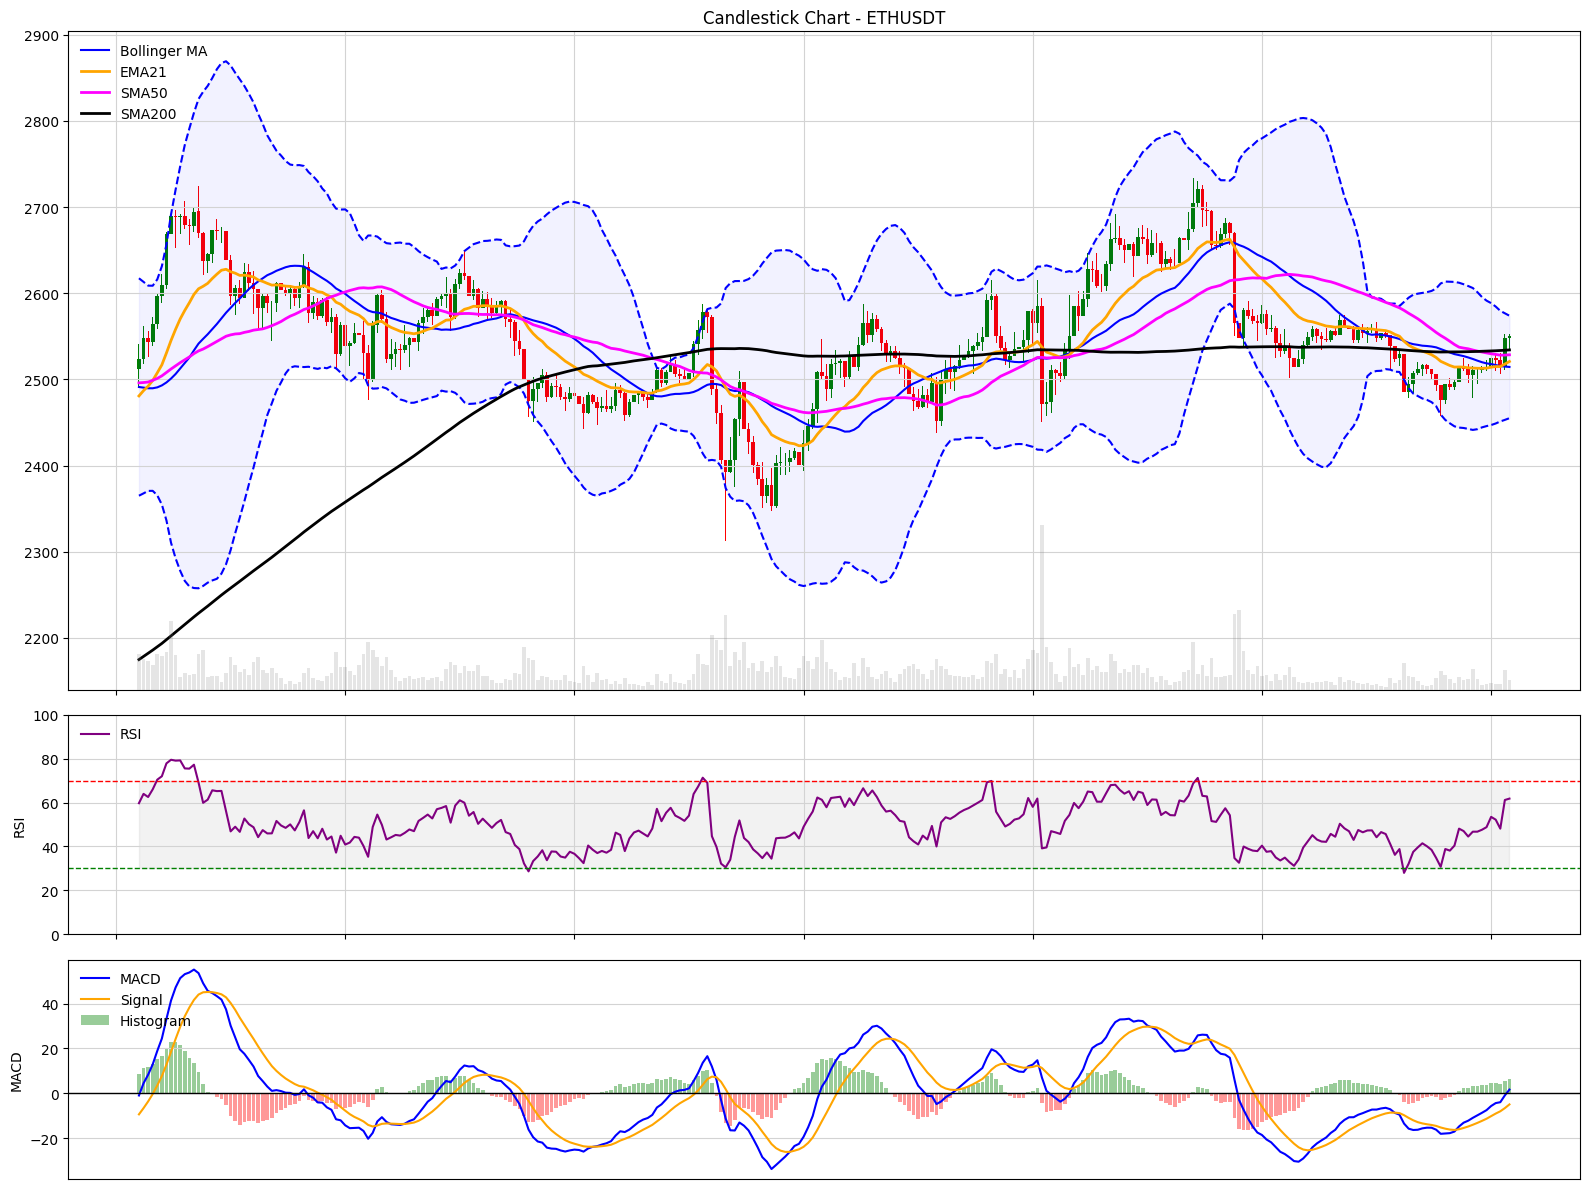 Candlestick Chart - ETHUSDT
2900
2800
2700
2600
2500
2400
2300
2200
Bollinger MA
EMA21
SMA50
SMA200
100
80
60
40
20
0
RSI
RSI
40
20
0
−20
MACD
MACD
Signal
Histogram